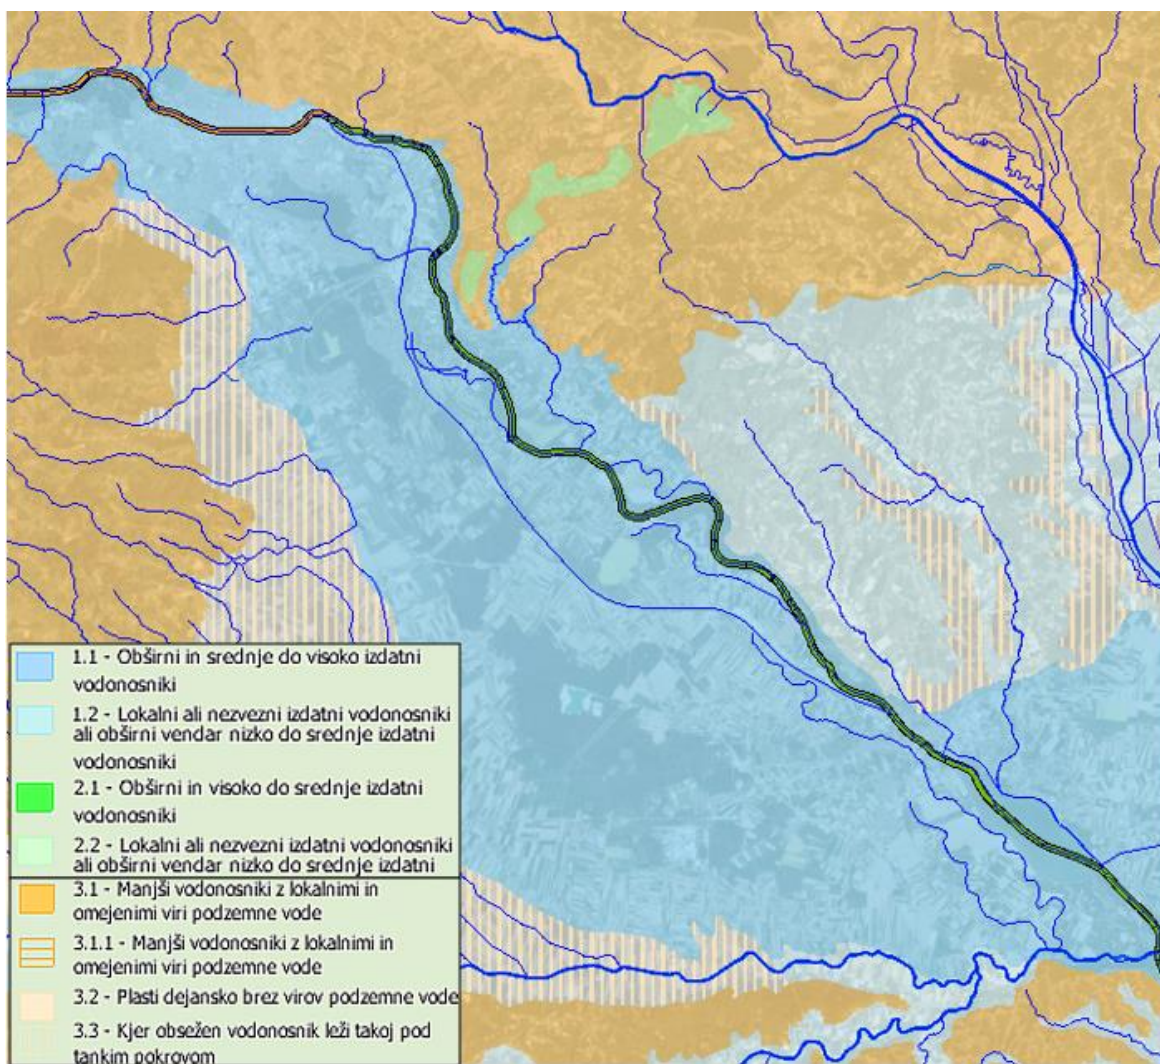 1.1 - Obširni in srednje do visoko izdatni
vodonosniki
1.2 - Lokalni ali nezvezni izdatni vodonosniki
ali obširni vendar nizko do srednje izdatni
vodonosniki
2.1 - Obširni in visoko do srednje izdatni
vodonosniki
2.2 - Lokalni ali nezvezni izdatni vodonosniki
ali obširni vendar nizko do srednje izdatni
3.1 - Manjši vodonosniki z lokalnimi in
omejenimi viri podzemne vode
3.1.1 - Manjši vodonosniki z lokalnimi in
omejenimi viri podzemne vode
3.2 - Plasti dejansko brez virov podzemne vode
3.3 - Kjer obsežen vodonosnik leži takoj pod
tankim pokrovom